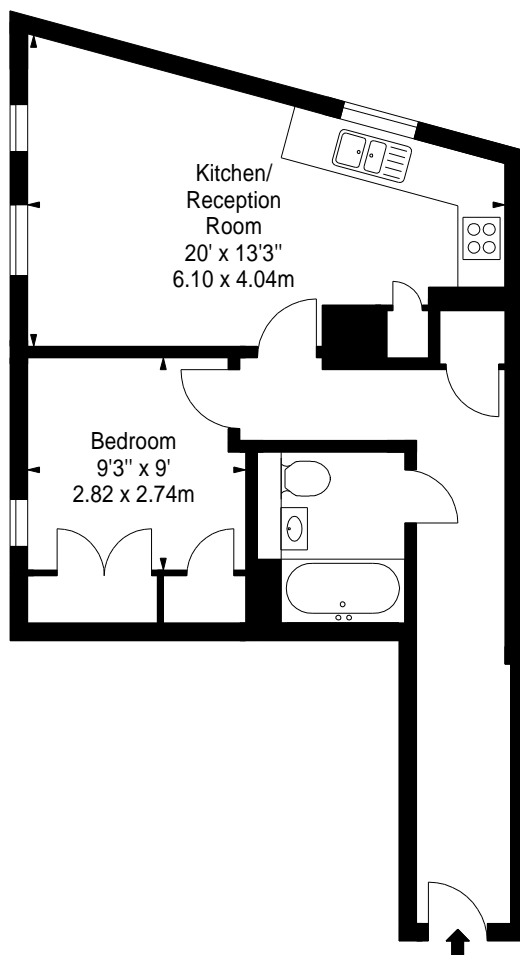 Kitchen/
Reception
Room
20' x 13'3"
6.10 x 4.04m
Bedroom
9'3" x 9'
2.82 x 2.74m